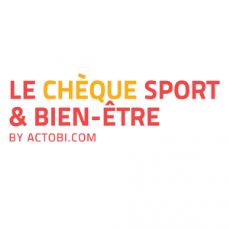 LE CHÈQUE SPORT
& BIEN-ÊTRE
BY ACTOBI.COM